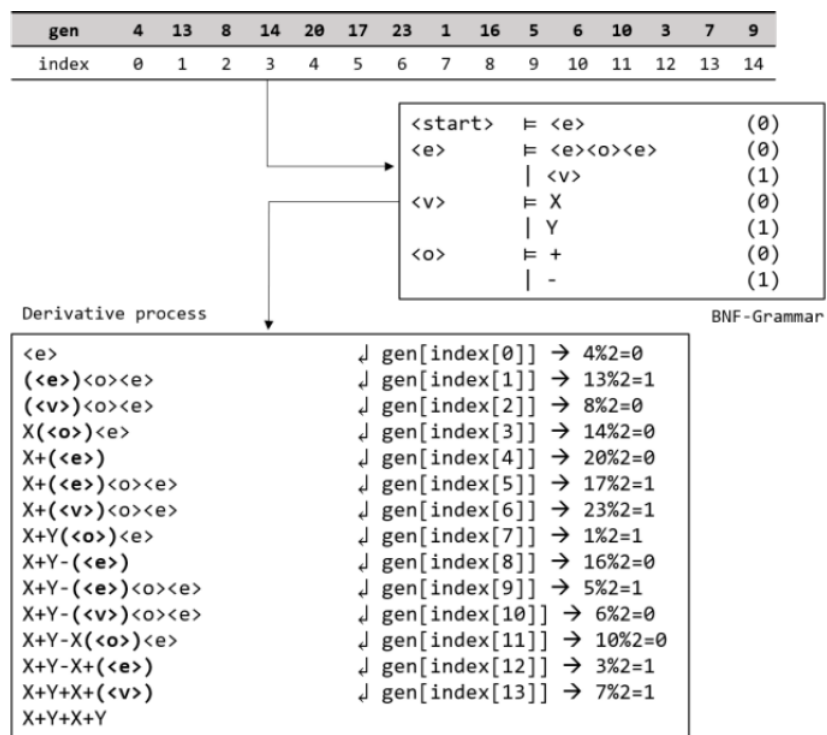 gen 4 13 8 14 20 17 23 1 16 5 6 10 3 7 9
index 0 1 2 3 4 5 6 7 8 9 10 11 12 13 14
<start> ⊨ <e> (0)
<e> ⊨ <e><o><e> (0)
| <v> (1)
<v> ⊨ X (0)
| Y (1)
<o> ⊨ + (0)
| - (1)
Derivative process
BNF-Grammar
<e> ↲ gen[index[0]] → 4%2=0
(<e>)<o><e> ↲ gen[index[1]] → 13%2=1
(<v>)<o><e> ↲ gen[index[2]] → 8%2=0
X(<o>)<e> ↲ gen[index[3]] → 14%2=0
X+(<e>) ↲ gen[index[4]] → 20%2=0
X+(<e>)<o><e> ↲ gen[index[5]] → 17%2=1
X+(<v>)<o><e> ↲ gen[index[6]] → 23%2=1
X+Y(<o>)<e> ↲ gen[index[7]] → 1%2=1
X+Y-(<e>) ↲ gen[index[8]] → 16%2=0
X+Y-(<e>)<o><e> ↲ gen[index[9]] → 5%2=1
X+Y-(<v>)<o><e> ↲ gen[index[10]] → 6%2=0
X+Y-X(<o>)<e> ↲ gen[index[11]] → 10%2=0
X+Y-X+(<e>) ↲ gen[index[12]] → 3%2=1
X+Y+X+(<v>) ↲ gen[index[13]] → 7%2=1
X+Y+X+Y